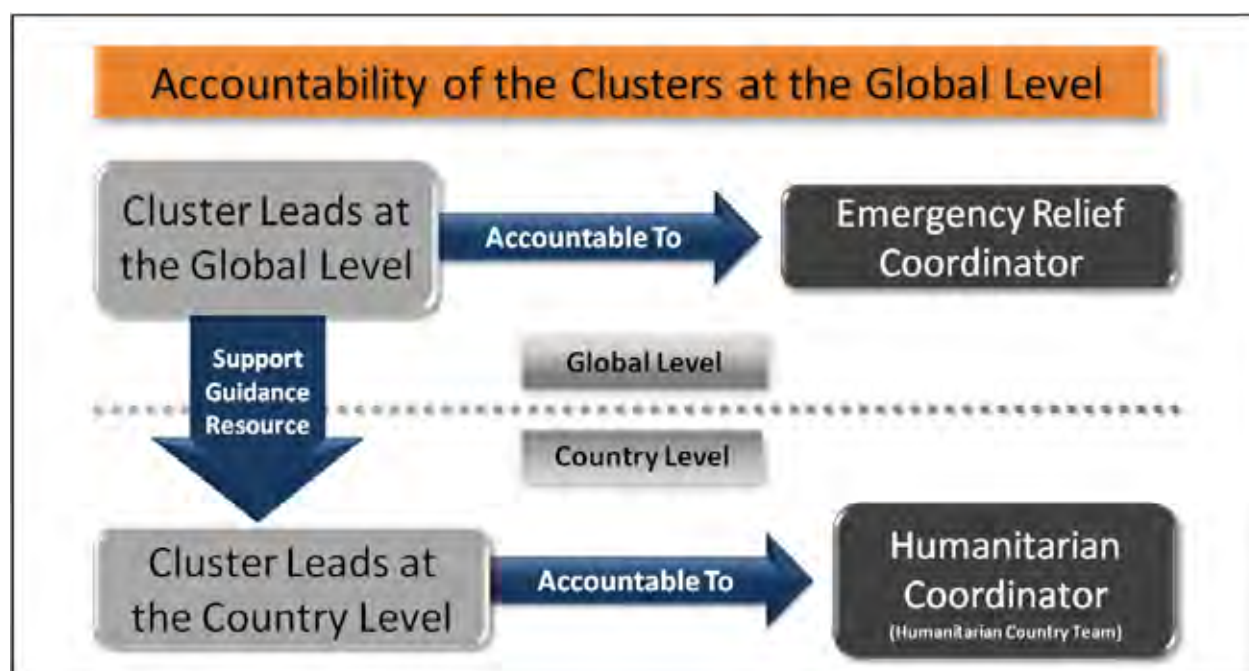 Accountability of the Clusters at the Global Level
Cluster Leads at
the Global Level
Accountable To
Emergency Relief
Coordinator
Support
Guidance
Resource
Global Level
Country Level
Cluster Leads at
the Country Level
Accountable To
Humanitarian
Coordinator
(Humanitarian Country Team)